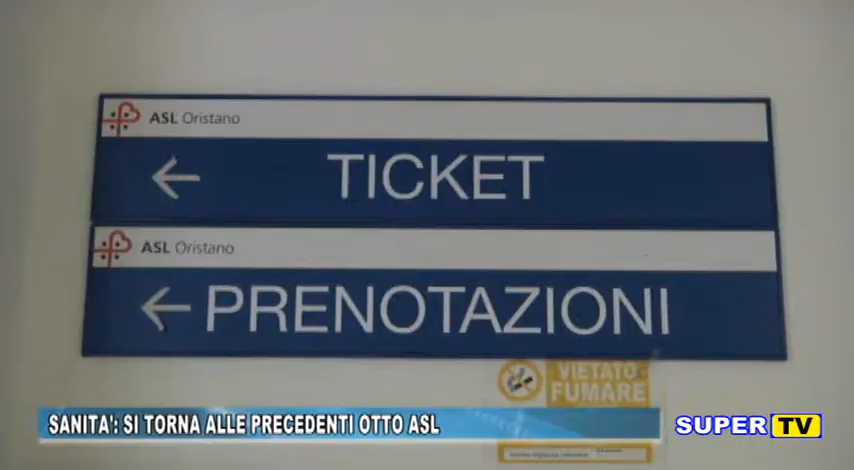 ASL Oristano
← TICKET
ASL Oristano
← PRENOTAZIONI
VIETATO
FUMARE
SANITA': SI TORNA ALLE PRECEDENTI OTTO ASL
SUPER TV